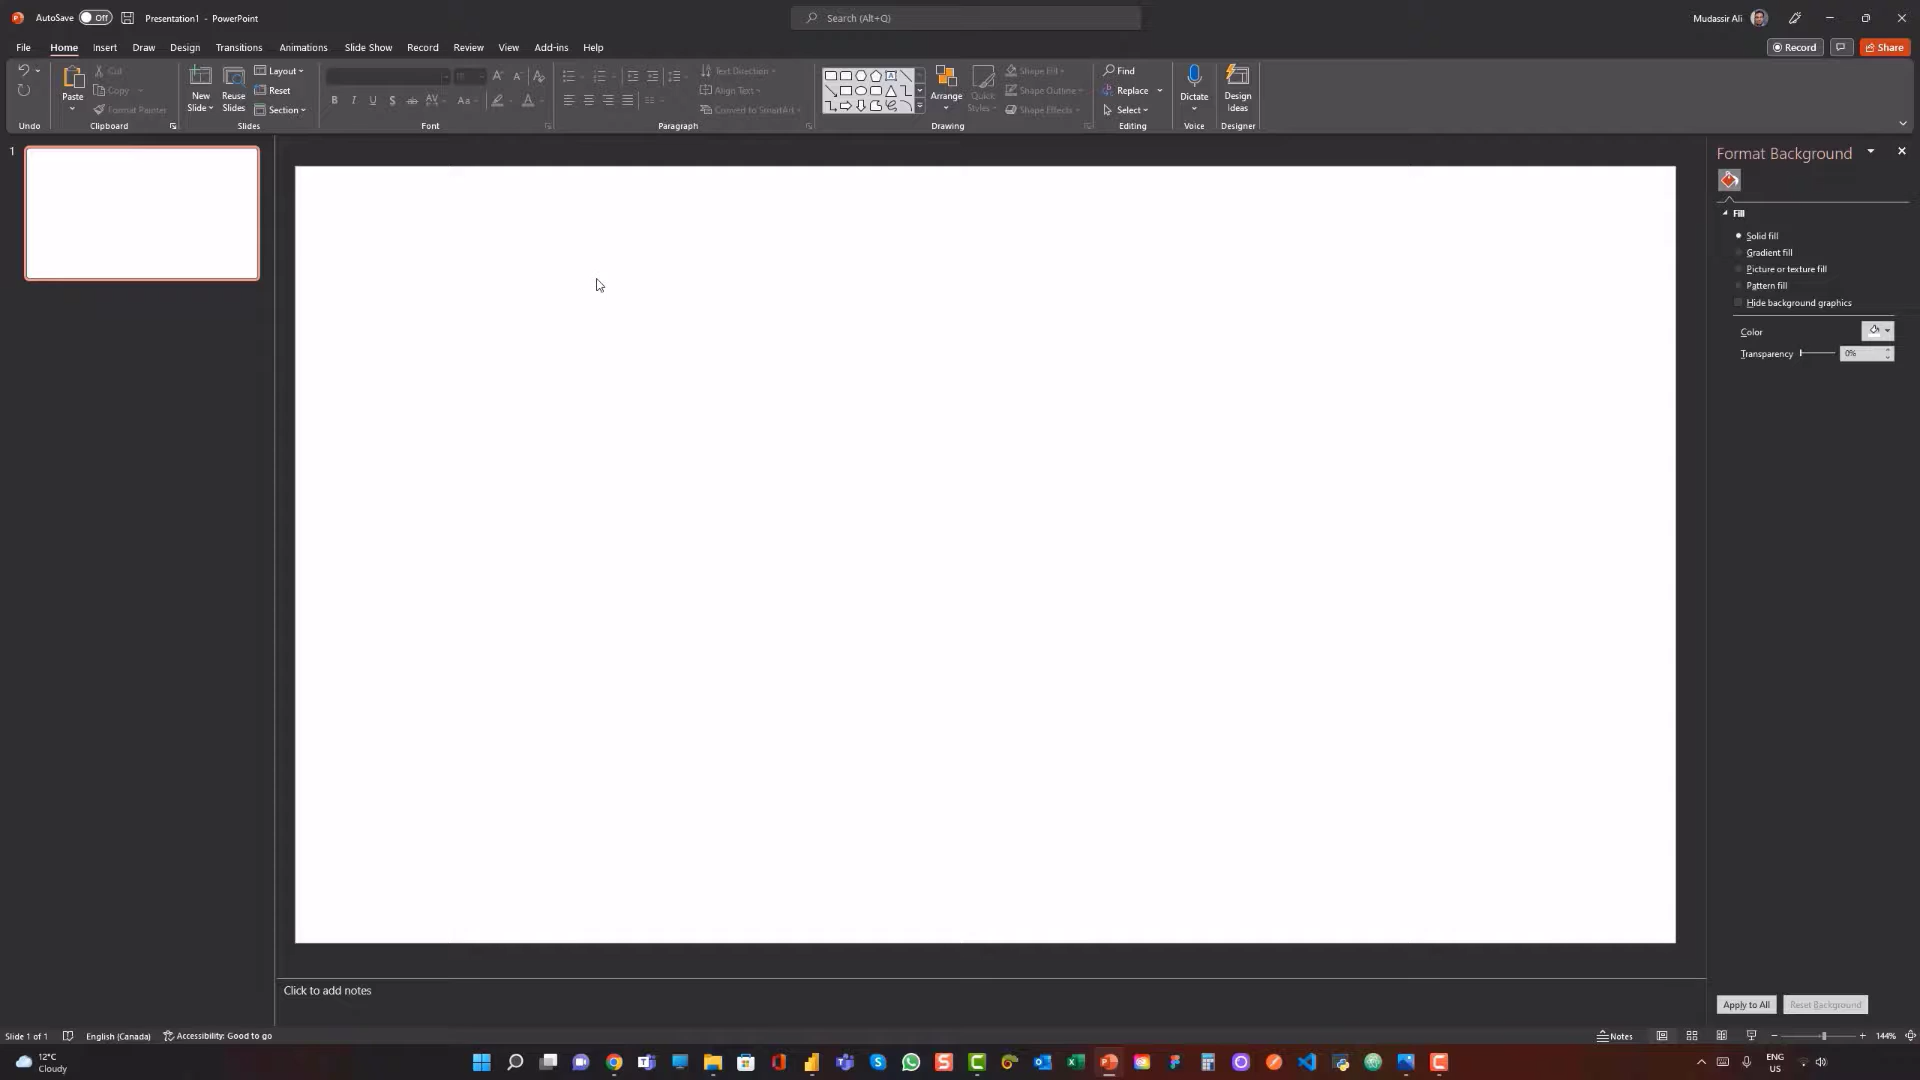 AutoSave Off Presentation1 - PowerPoint Search (Alt+Q) Mudassir Ali
File Home Insert Draw Design Transitions Animations Slide Show Record Review View Add-ins Help Record Share
Paste
Cut
Copy
Format Painter
New
Slide
Reuse
Slides
Layout
Reset
Section
B I U S ab AV Aa A
Text Direction
Align Text
Convert to SmartArt
Arrange
Quick
Styles
Shape Fill
Shape Outline
Shape Effects
Find
Replace
Select
Dictate
Design
Ideas
Undo Clipboard Slides Font Paragraph Drawing Editing Voice Designer
1
Format Background
Fill
Solid fill
Gradient fill
Picture or texture fill
Pattern fill
Hide background graphics
Color
Transparency 0%
Apply to All Reset Background
Click to add notes
Slide 1 of 1 English (Canada) Accessibility: Good to go Notes 144%
12°C
Cloudy
ENG
US